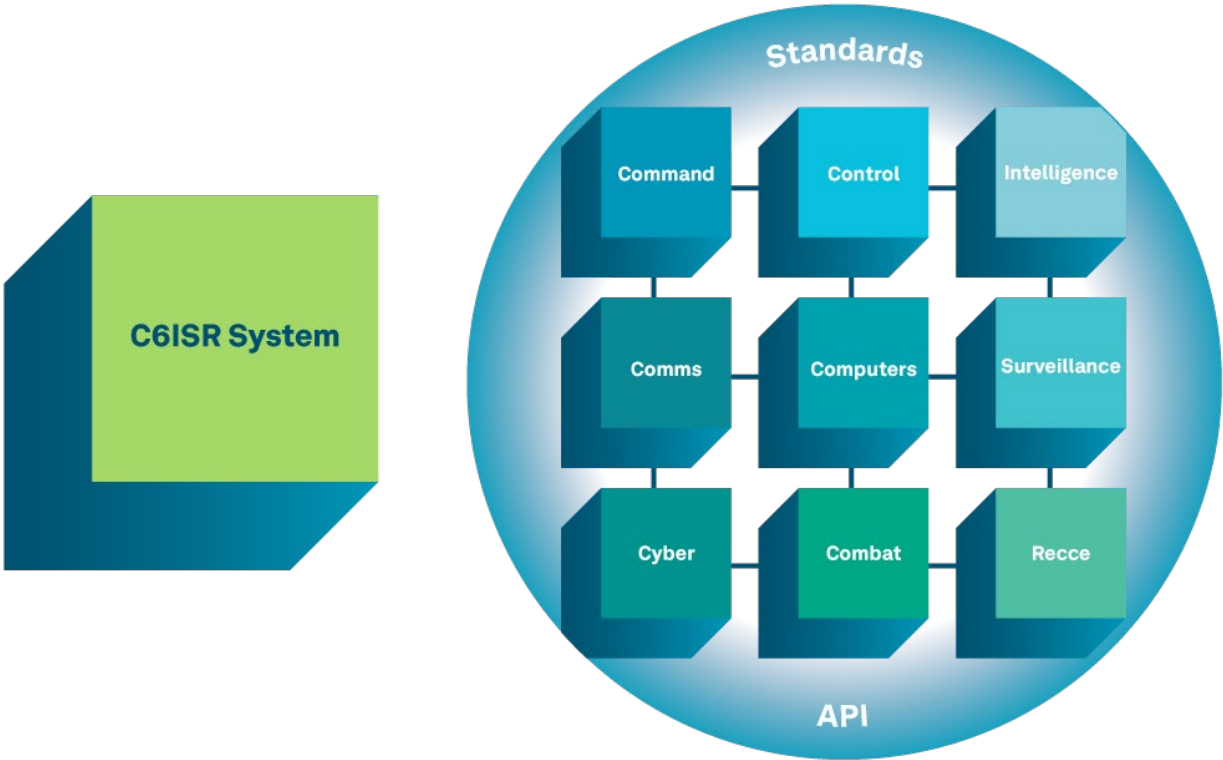 C6ISR System
Standards
Command
Control
Intelligence
Comms
Computers
Surveillance
Cyber
Combat
Recce
API